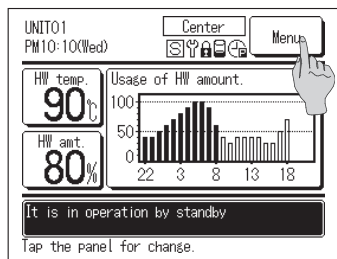 UNIT01
PM10:10(Wed)
Center
Menu
S P
HW temp.
90℃
HW amt.
80%
Usage of HW amount.
100
50
0
22 3 8 13 18
It is in operation by standby
Tap the panel for change.